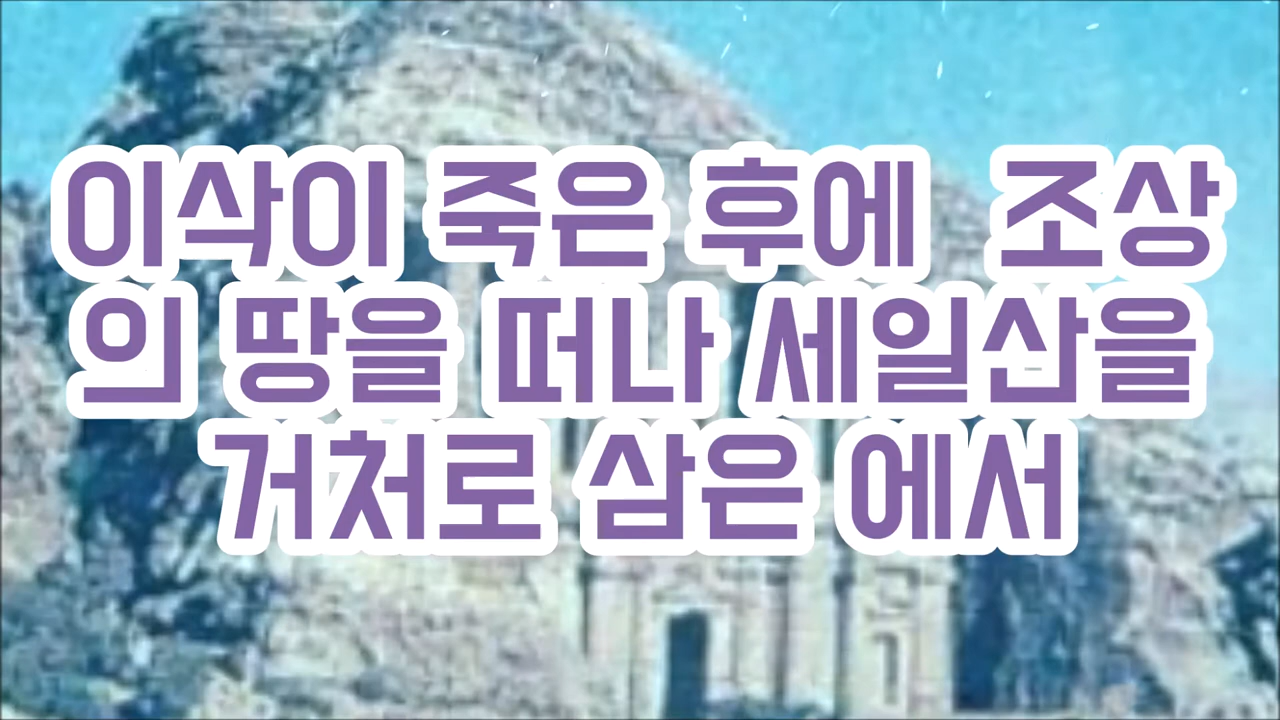 이삭이 죽은 후에  조상
의 땅을 떠나 세일산을
거처로 삼은 에서